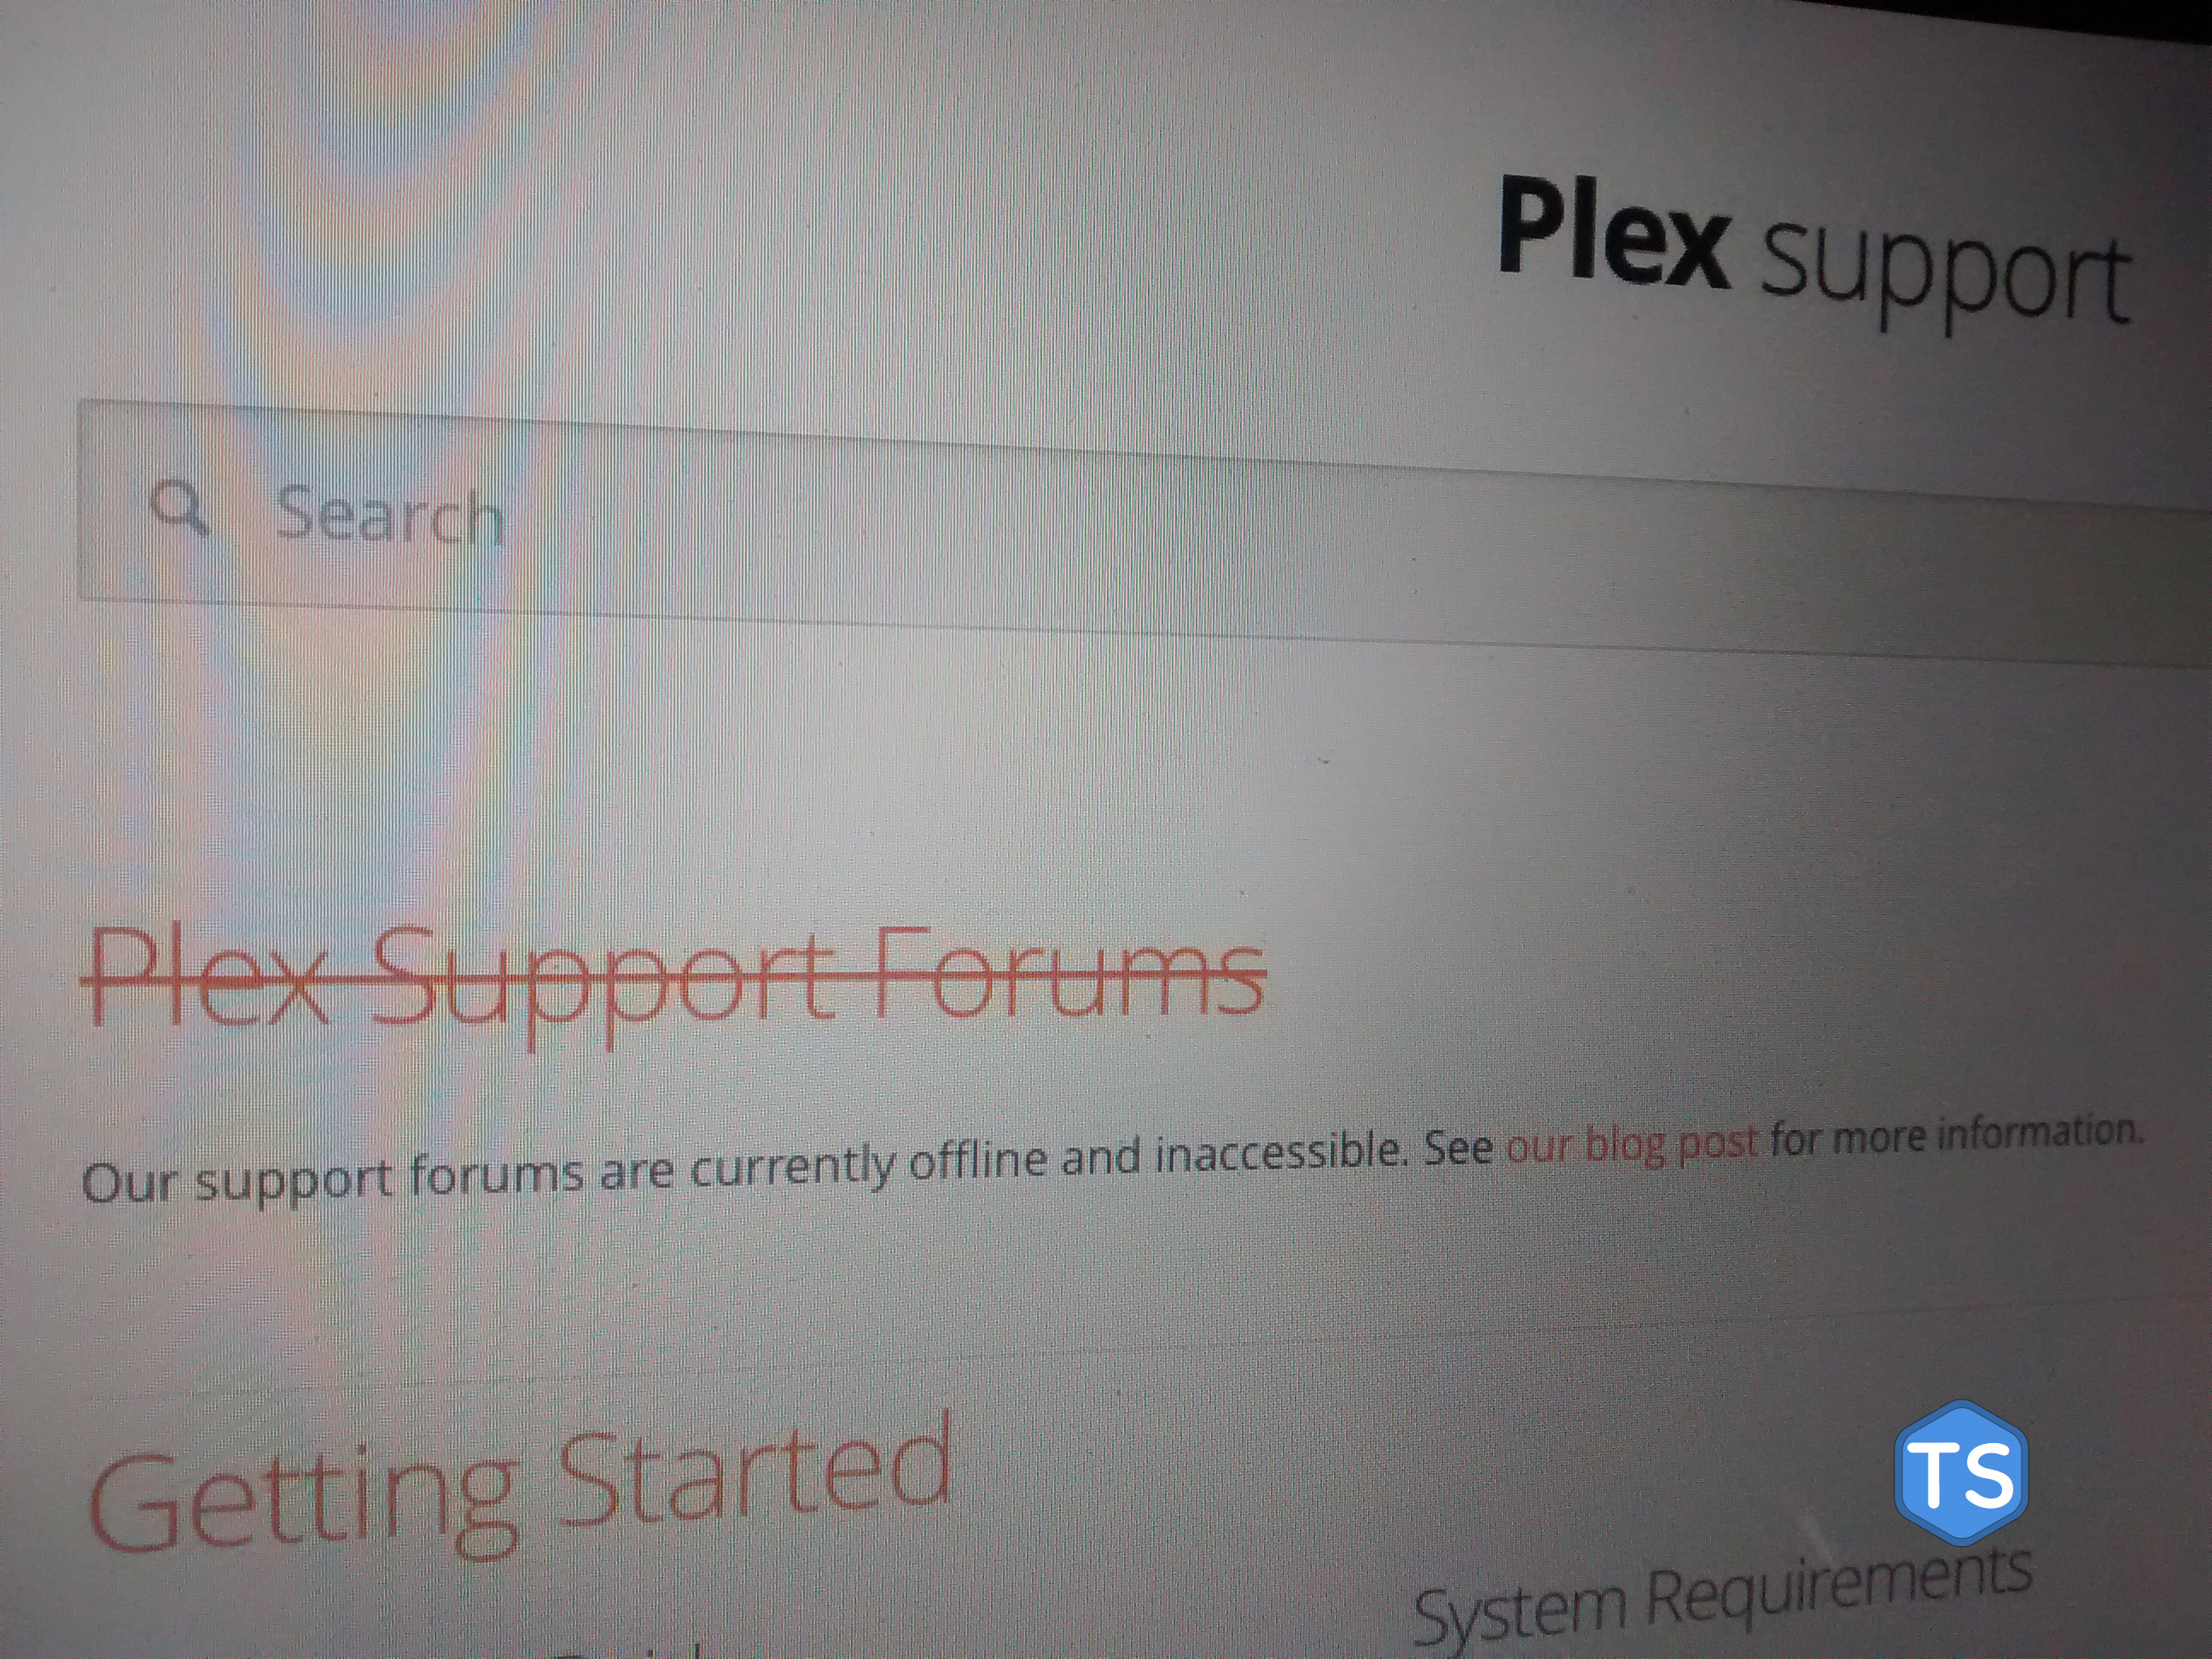 Plex support
Search
Plex Support Forums
Our support forums are currently offline and inaccessible. See our blog post for more information.
Getting Started
TS
System Requirements